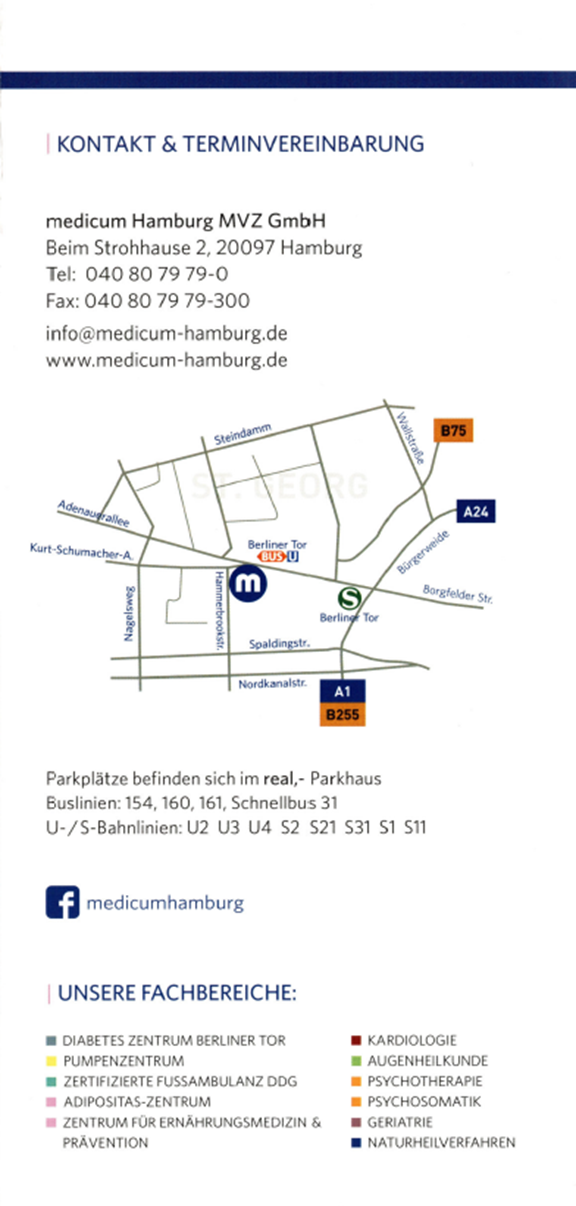 KONTAKT & TERMINVEREINBARUNG
medicum Hamburg MVZ GmbH
Beim Strohhause 2, 20097 Hamburg
Tel: 040 80 79 79-0
Fax: 040 80 79 79-300
info@medicum-hamburg.de
www.medicum-hamburg.de
Steindamm
Wallstraße
B75
ST. GEORG
Adenauerallee
A24
Kurt-Schumacher-A.
Berliner Tor
BUS U
Bürgerweide
m
Nagelsweg
Hammerbrookstr.
S
Borgfelder Str.
Berliner Tor
Spaldingstr.
Nordkanalstr.
A1
B255
Parkplätze befinden sich im real,- Parkhaus
Buslinien: 154, 160, 161, Schnellbus 31
U-/S-Bahnlinien: U2 U3 U4 S2 S21 S31 S1 S11
f medicumhamburg
UNSERE FACHBEREICHE:
DIABETES ZENTRUM BERLINER TOR
PUMPENZENTRUM
ZERTIFIZIERTE FUSSAMBULANZ DDG
ADIPOSITAS-ZENTRUM
ZENTRUM FÜR ERNÄHRUNGSMEDIZIN &
PRÄVENTION
KARDIOLOGIE
AUGENHEILKUNDE
PSYCHOTHERAPIE
PSYCHOSOMATIK
GERIATRIE
NATURHEILVERFAHREN